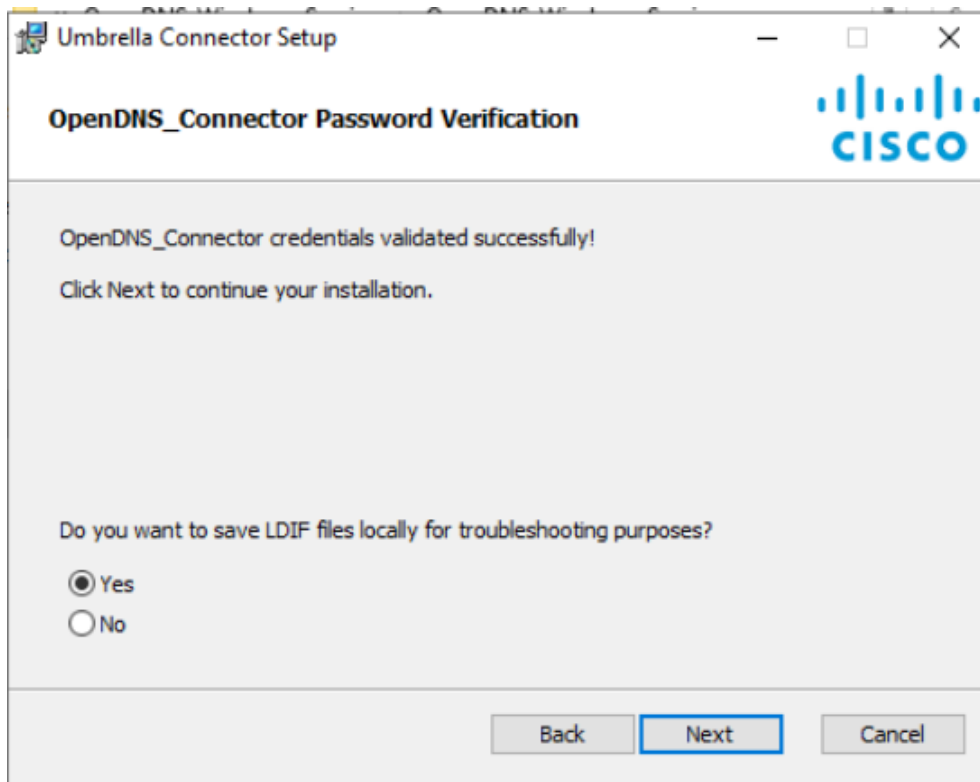 Umbrella Connector Setup
OpenDNS_Connector Password Verification
CISCO
OpenDNS_Connector credentials validated successfully!
Click Next to continue your installation.
Do you want to save LDIF files locally for troubleshooting purposes?
Yes
No
Back
Next
Cancel